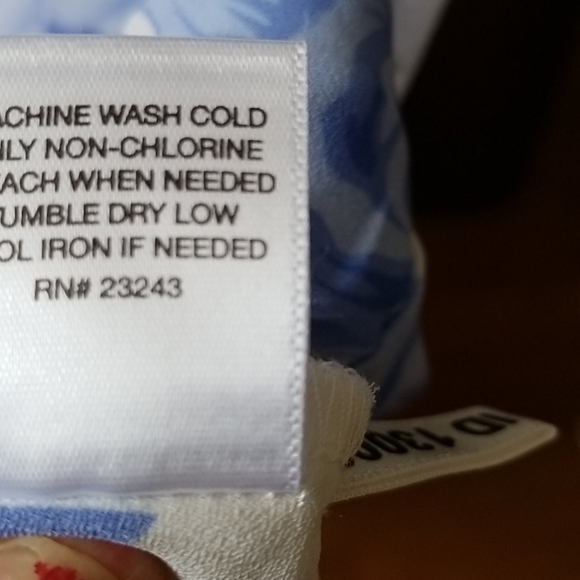 ACHINE WASH COLD
NLY NON-CHLORINE
EACH WHEN NEEDED
UMBLE DRY LOW
OL IRON IF NEEDED
RN# 23243